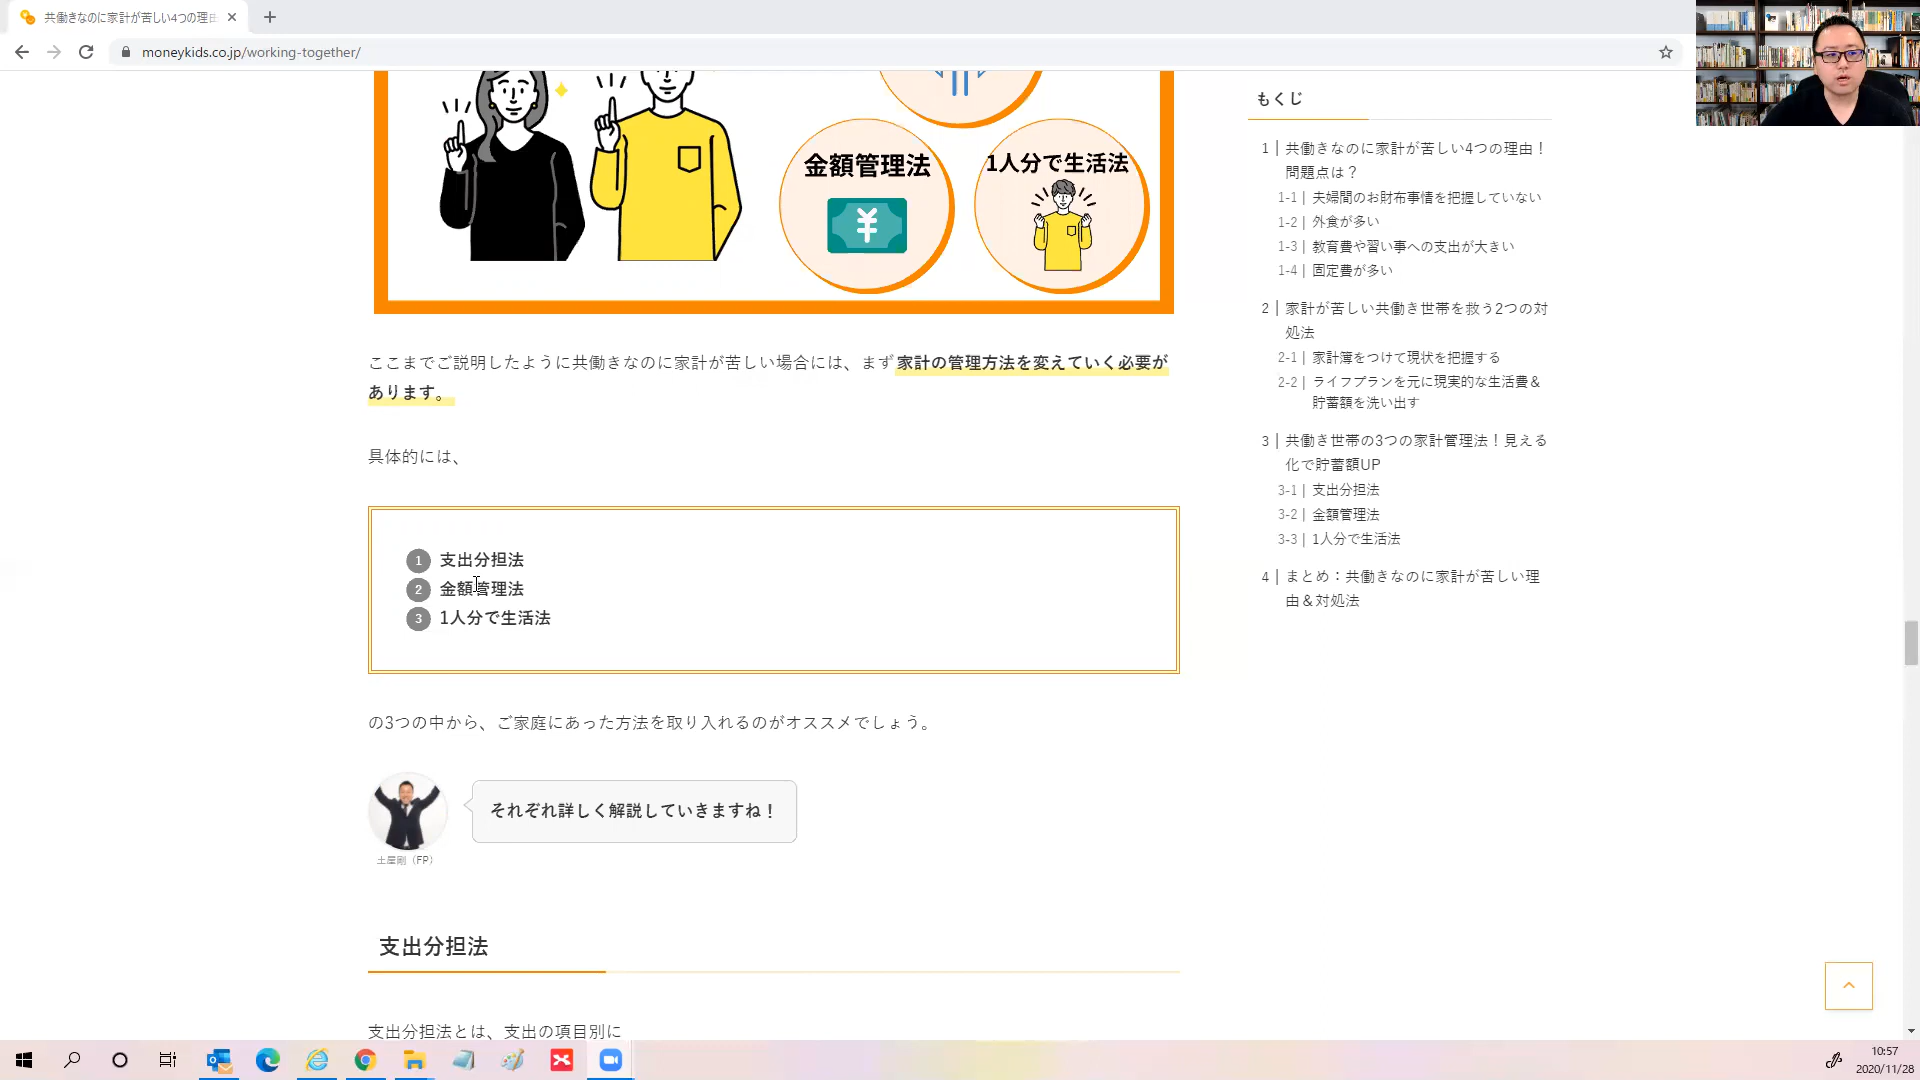 共働きなのに家計が苦しい4つの理由
moneykids.co.jp/working-together/
金額管理法
1人分で生活法
ここまでご説明したように共働きなのに家計が苦しい場合には、まず家計の管理方法を変えていく必要が
あります。
具体的には、
1 支出分担法
2 金額管理法
3 1人分で生活法
の3つの中から、ご家庭にあった方法を取り入れるのがオススメでしょう。
それぞれ詳しく解説していきますね！
土屋剛（FP）
支出分担法
支出分担法とは、支出の項目別に
もくじ
1 共働きなのに家計が苦しい4つの理由！
問題点は？
1-1 夫婦間のお財布事情を把握していない
1-2 外食が多い
1-3 教育費や習い事への支出が大きい
1-4 固定費が多い
2 家計が苦しい共働き世帯を救う2つの対
処法
2-1 家計簿をつけて現状を把握する
2-2 ライフプランを元に現実的な生活費＆
貯蓄額を洗い出す
3 共働き世帯の3つの家計管理法！見える
化で貯蓄額UP
3-1 支出分担法
3-2 金額管理法
3-3 1人分で生活法
4 まとめ：共働きなのに家計が苦しい理
由＆対処法
10:57
2020/11/28